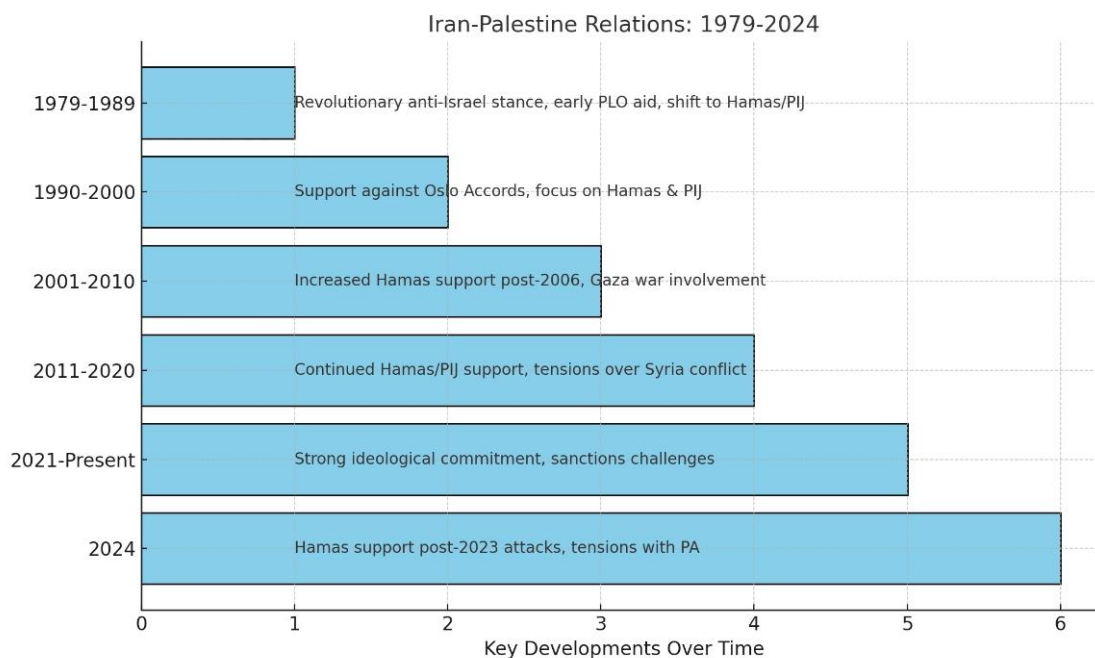 Iran-Palestine Relations: 1979-2024
1979-1989 Revolutionary anti-Israel stance, early PLO aid, shift to Hamas/PIJ
1990-2000 Support against Oslo Accords, focus on Hamas & PIJ
2001-2010 Increased Hamas support post-2006, Gaza war involvement
2011-2020 Continued Hamas/PIJ support, tensions over Syria conflict
2021-Present Strong ideological commitment, sanctions challenges
2024 Hamas support post-2023 attacks, tensions with PA
0 1 2 3 4 5 6
Key Developments Over Time